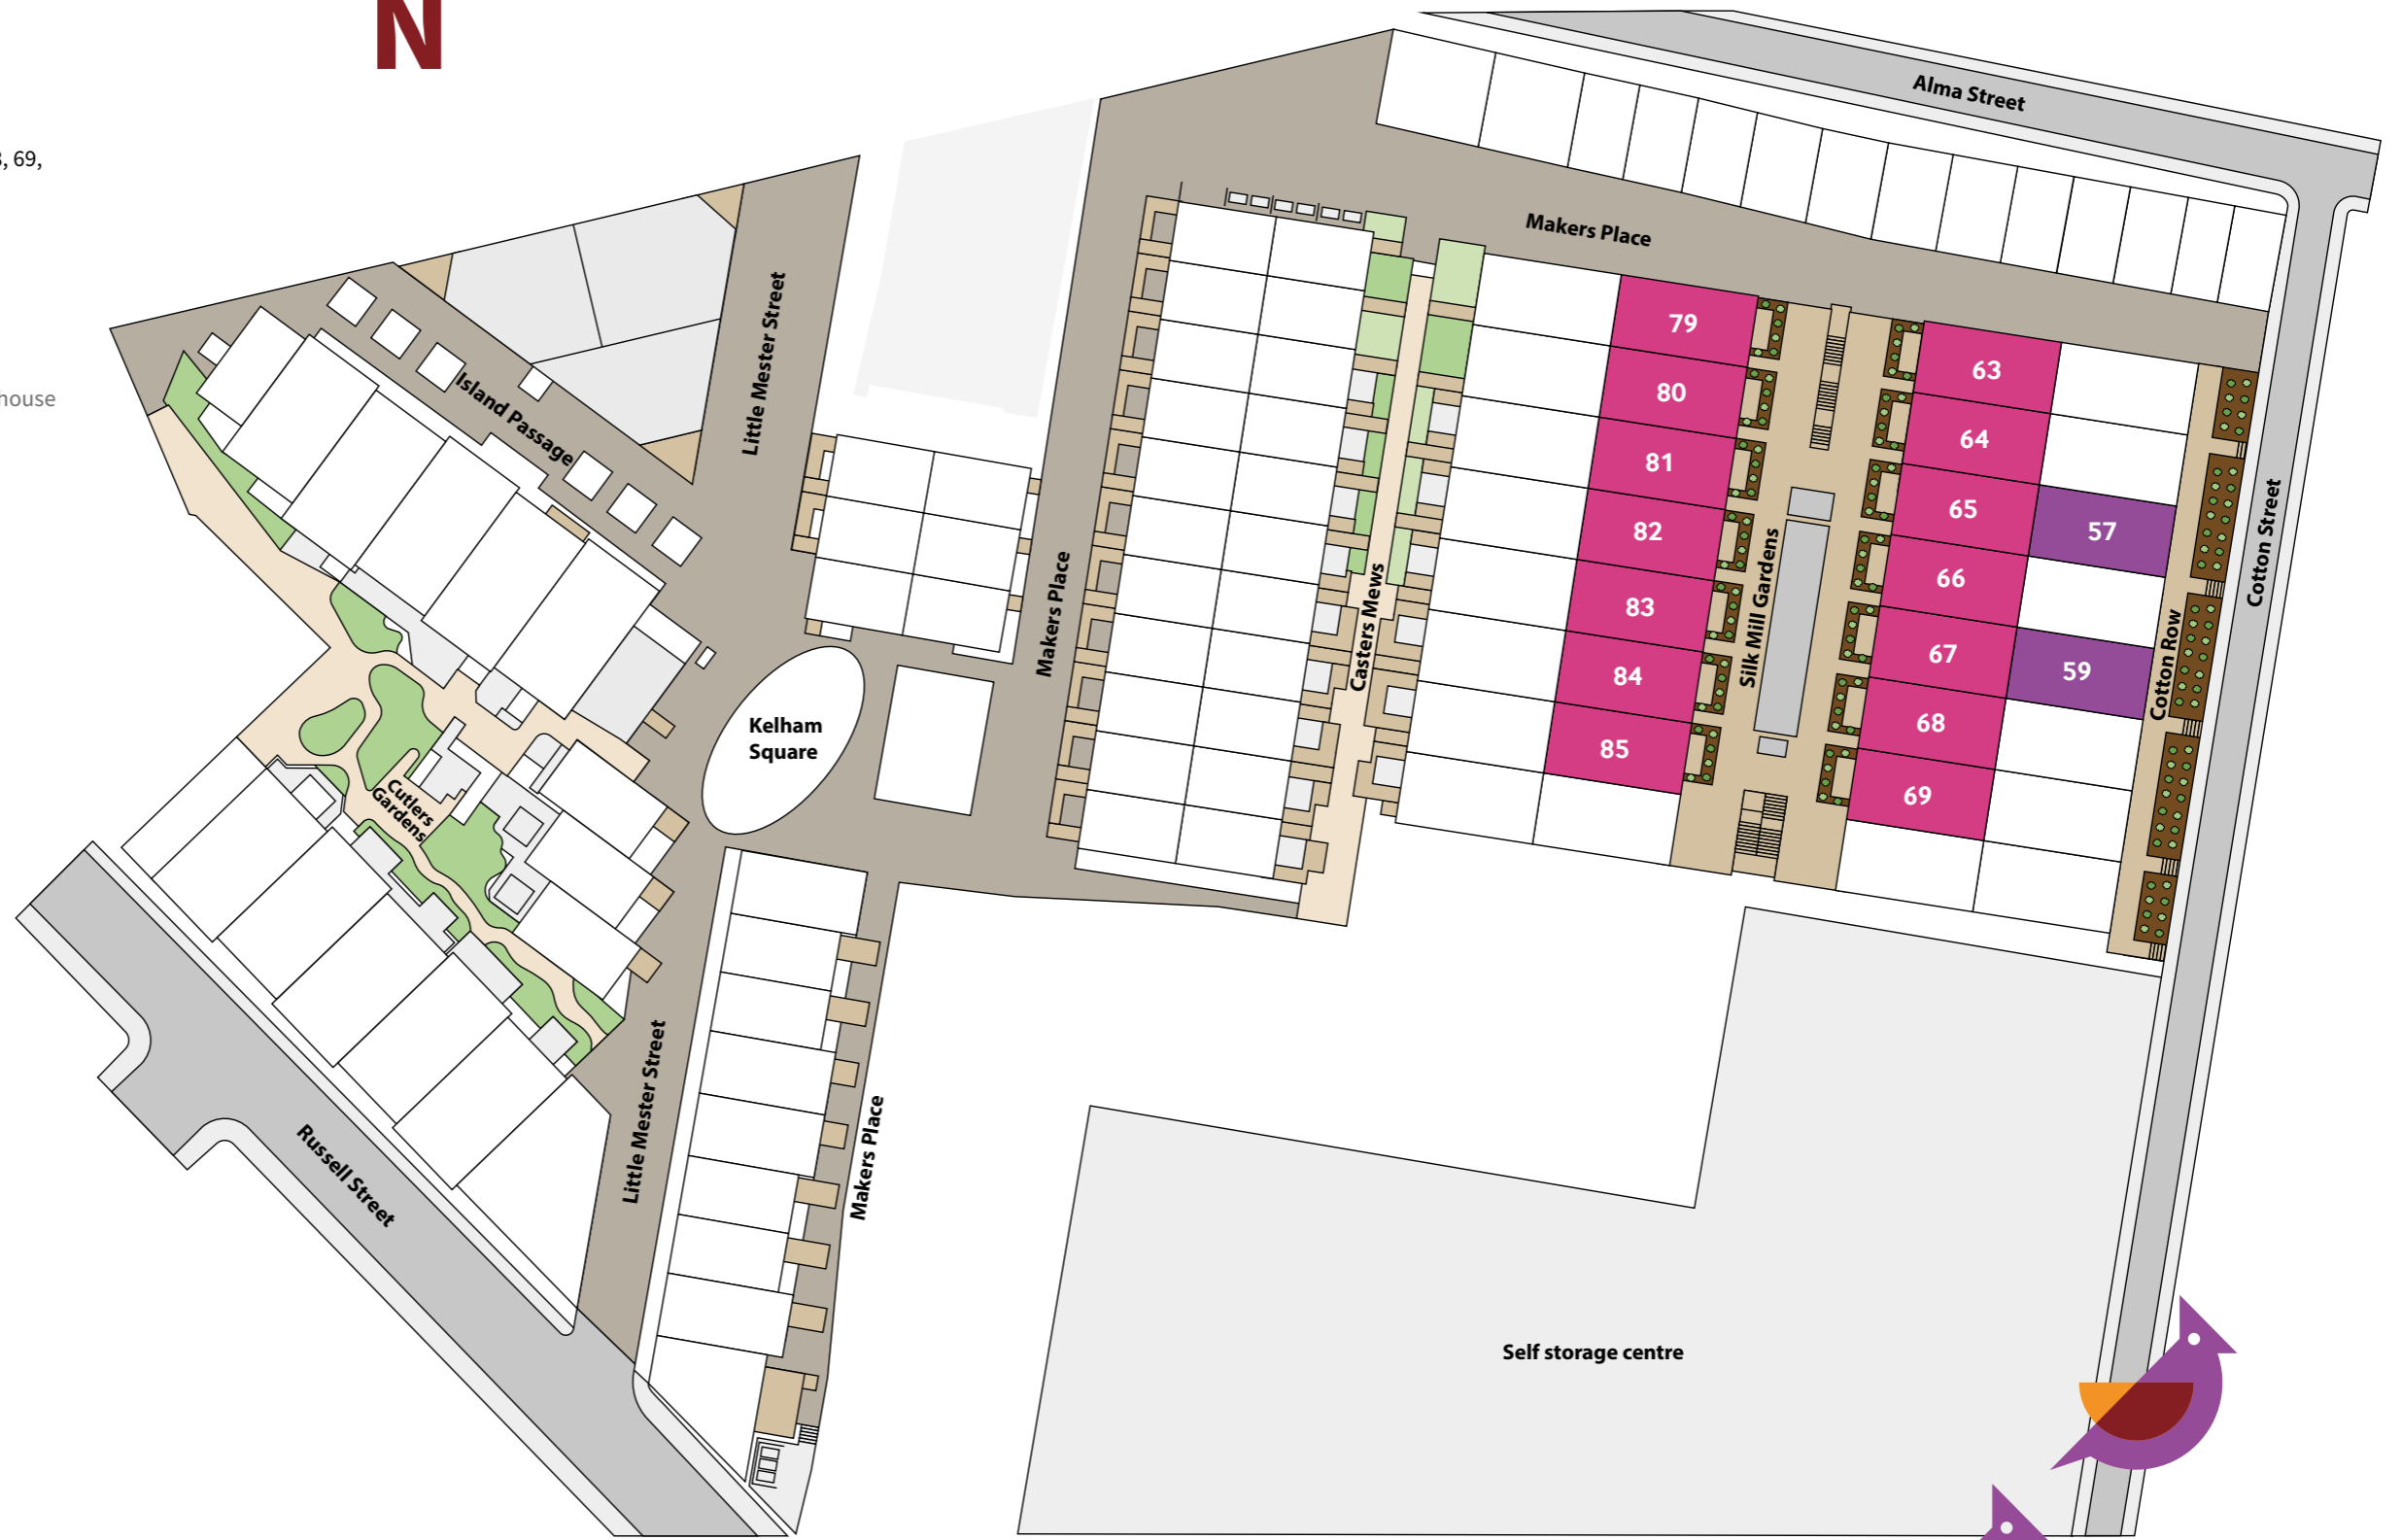 N
, 69,
house
Alma Street
Makers Place
Little Mester Street
Island Passage
79
80
81
82
83
84
85
63
64
65
66
67
68
69
57
59
Silk Mill Gardens
Cotton Row
Cotton Street
Casters Mews
Makers Place
Kelham
Square
Cutlers
Gardens
Little Mester Street
Makers Place
Russell Street
Self storage centre